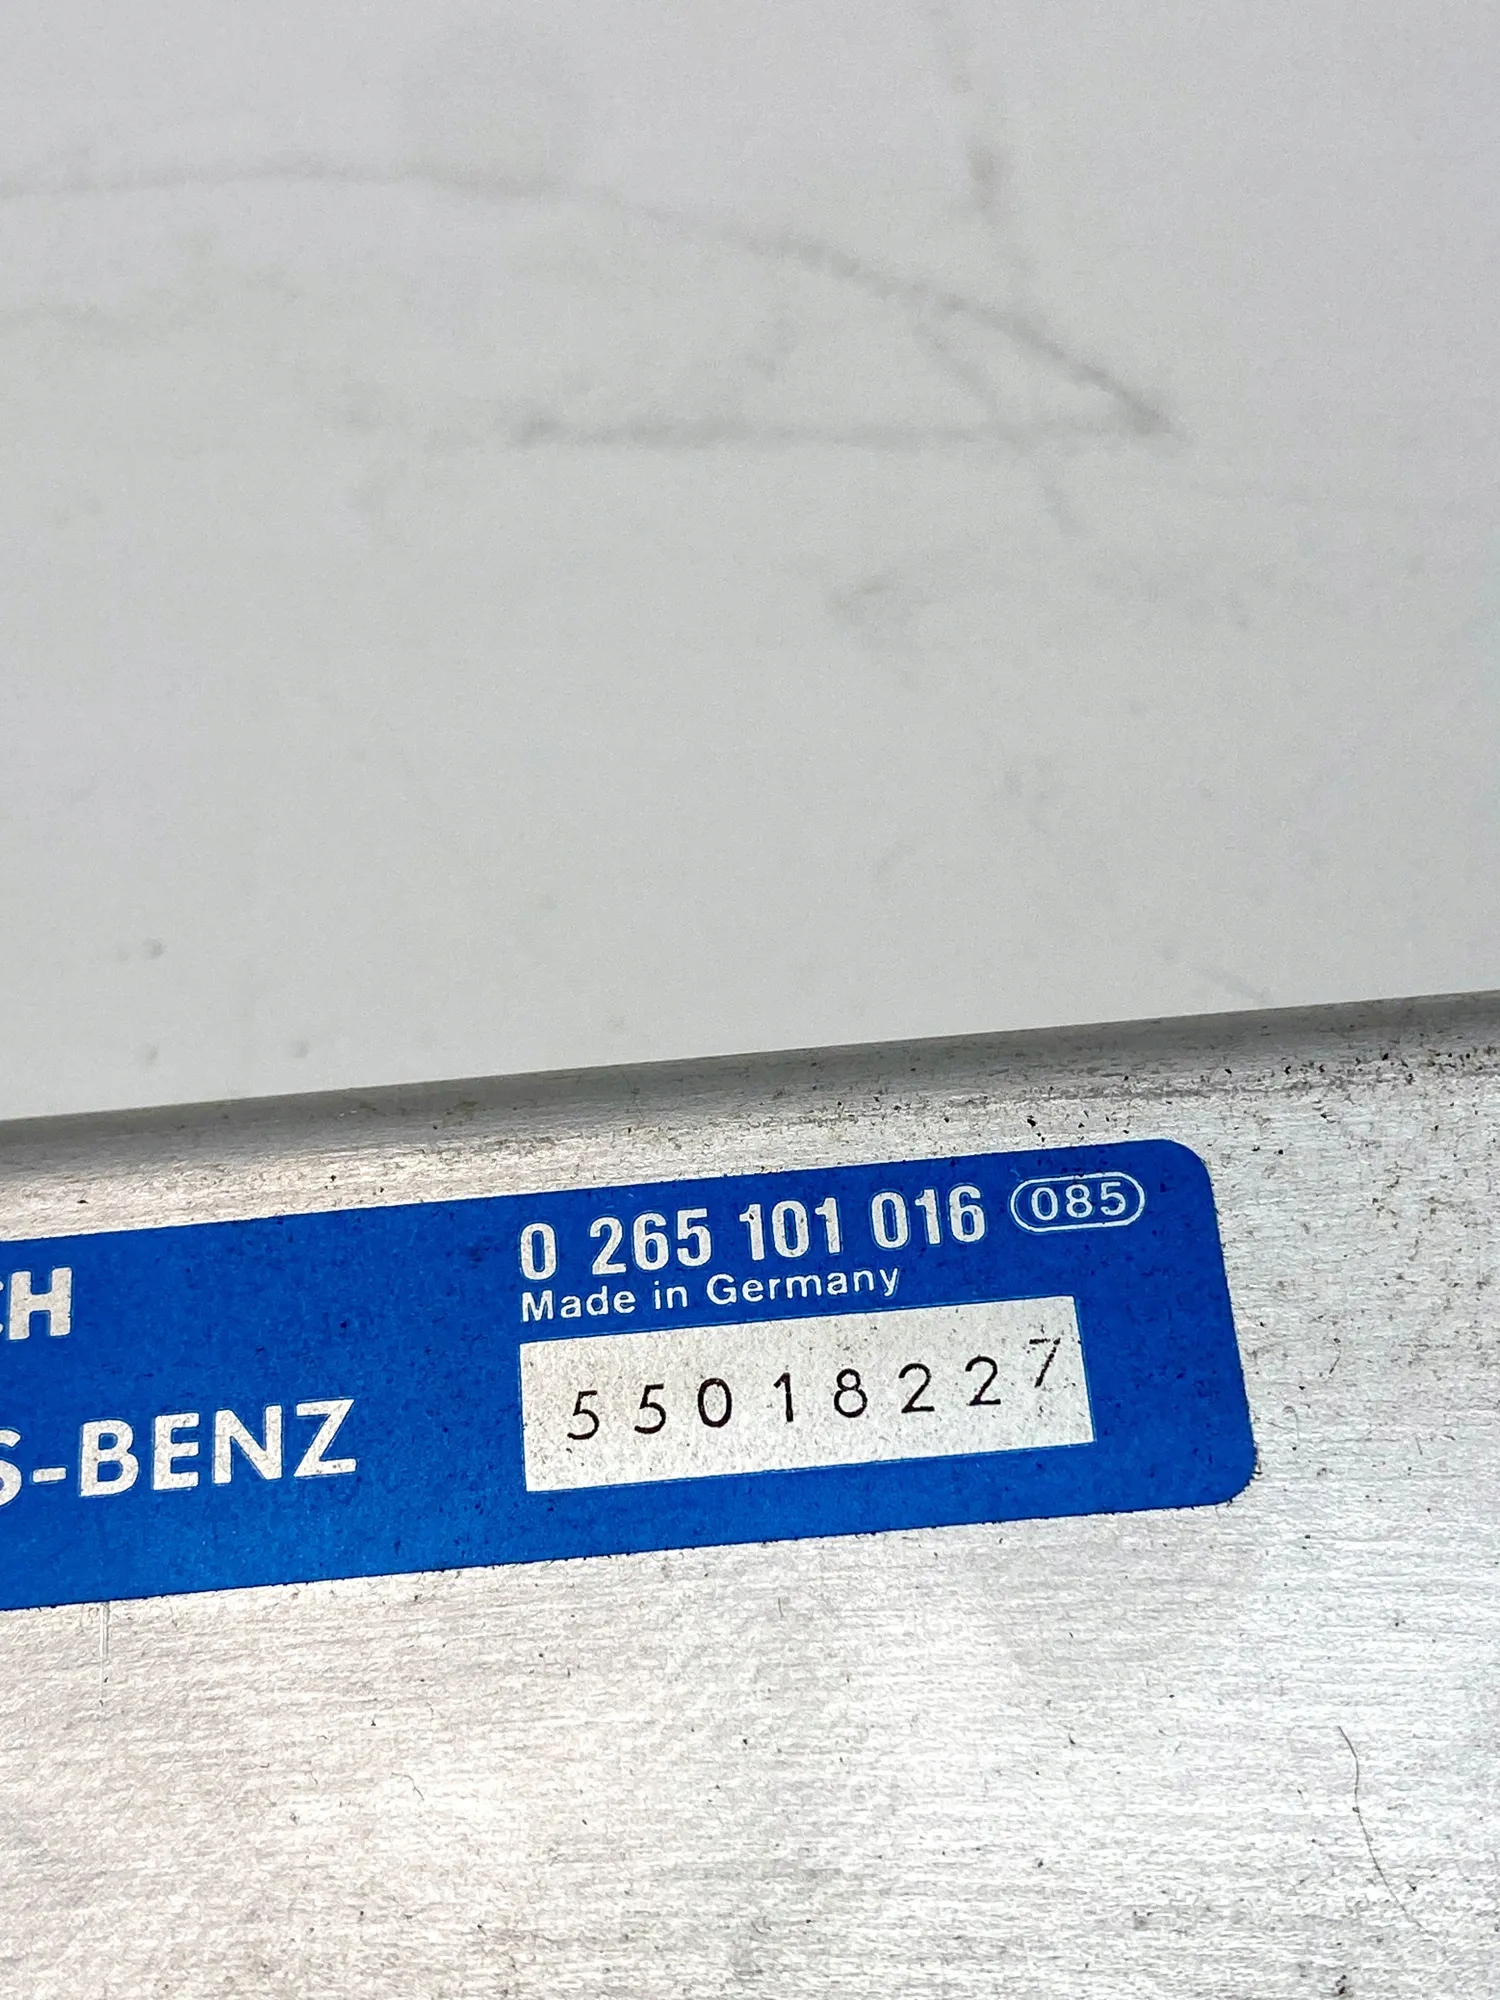 CH
0 265 101 016 085
Made in Germany
S-BENZ
55018227